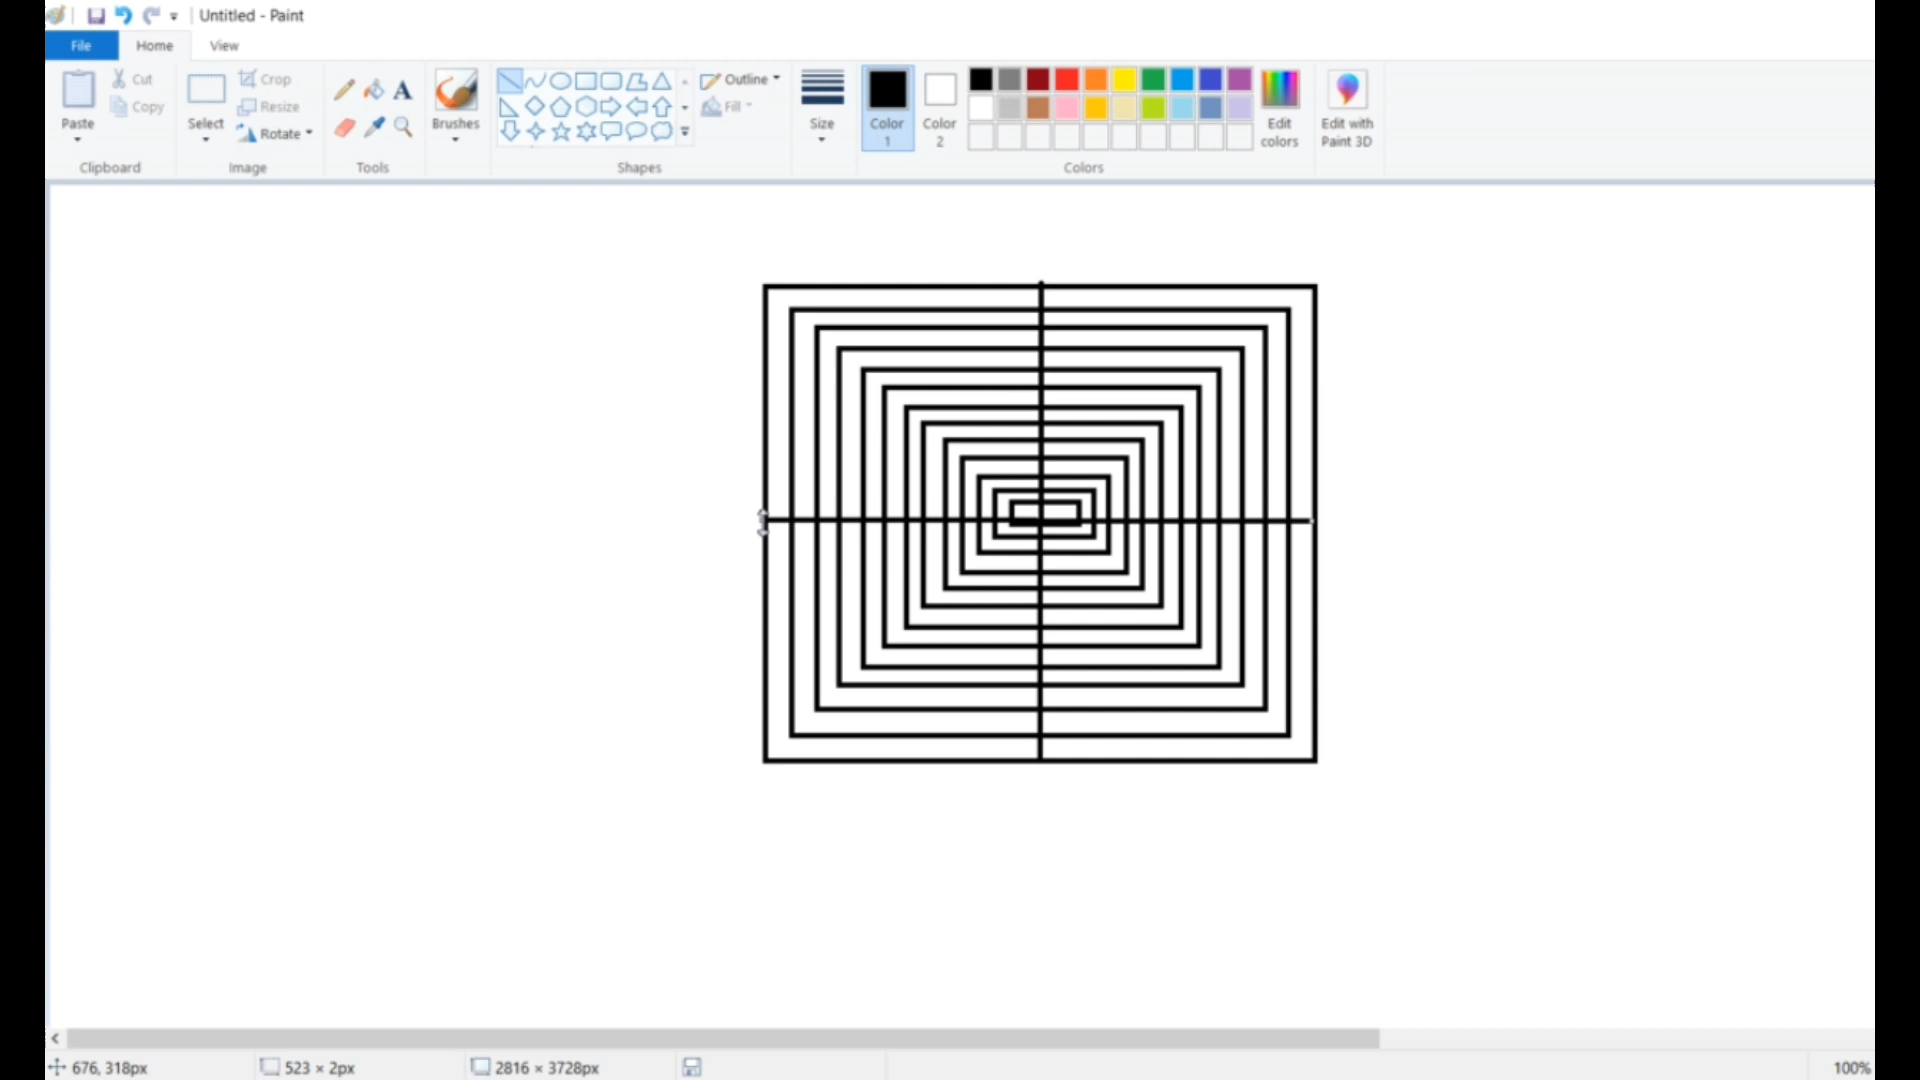 Untitled - Paint
File Home View
Paste Cut Copy
Clipboard
Select Crop Resize Rotate
Image
A
Tools
Brushes
Shapes
Outline
Fill
Size
Color 1
Color 2
Edit colors
Colors
Edit with Paint 3D
676, 318px
523 × 2px
2816 × 3728px
100%